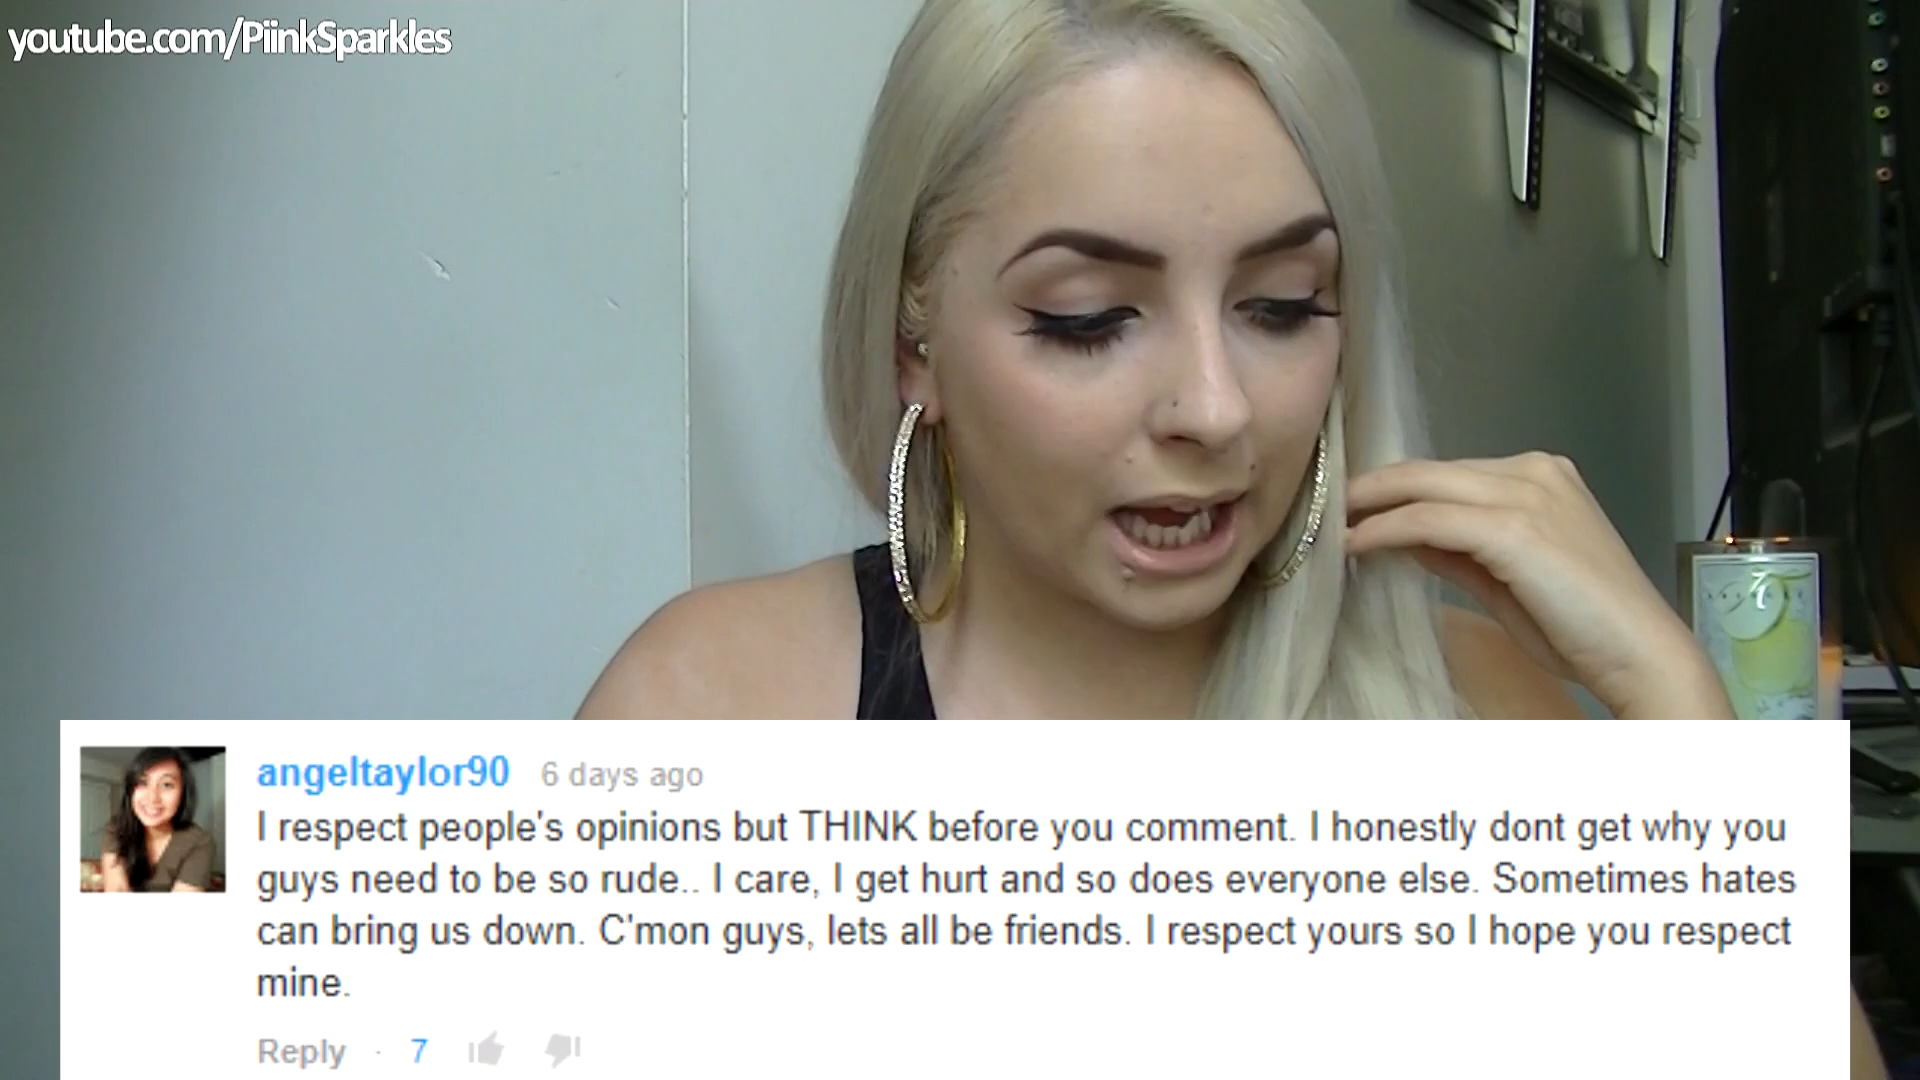 youtube.com/PiinkSparkles
angeltaylor90 6 days ago
I respect people's opinions but THINK before you comment. I honestly dont get why you
guys need to be so rude.. I care, I get hurt and so does everyone else. Sometimes hates
can bring us down. C'mon guys, lets all be friends. I respect yours so I hope you respect
mine.
Reply · 7